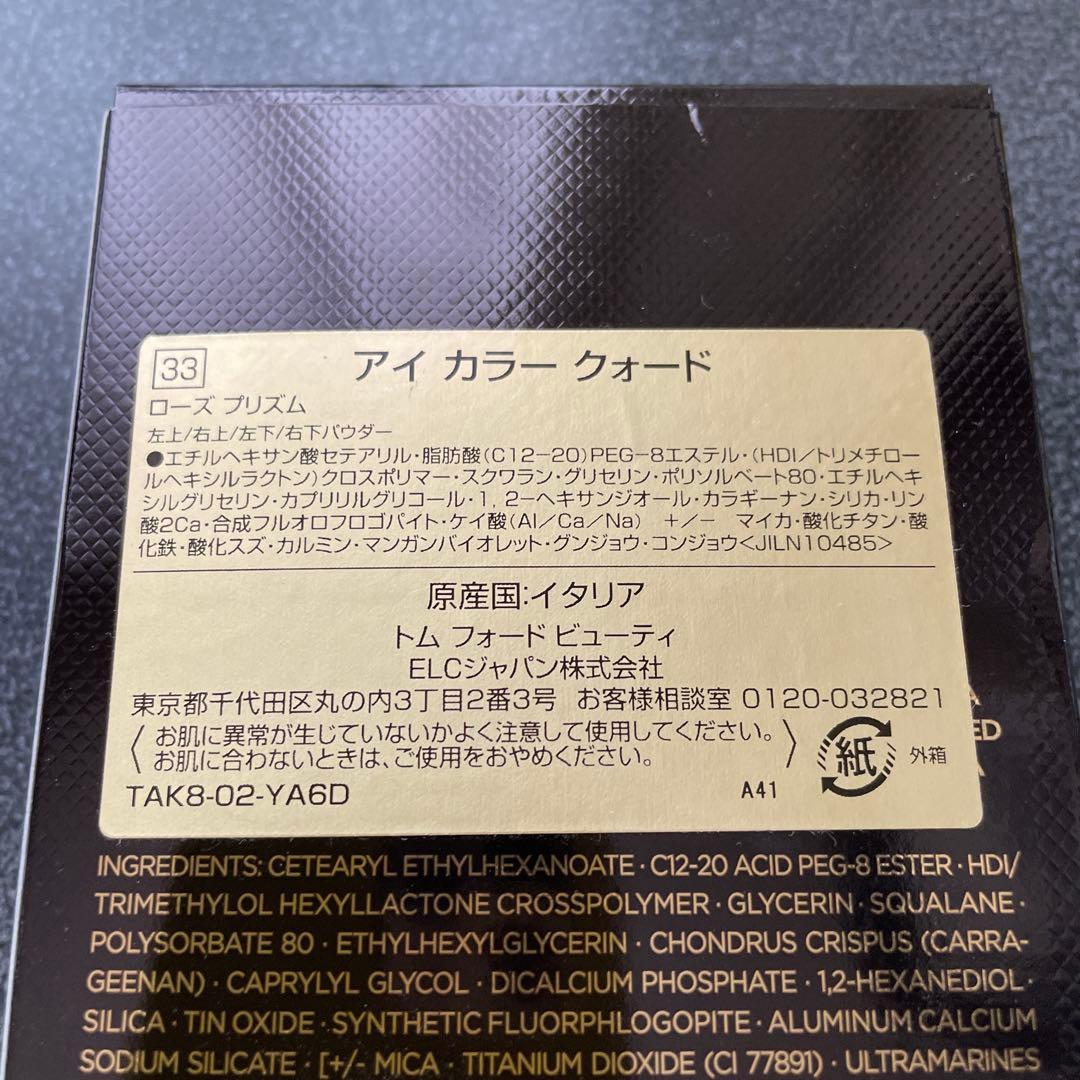 33
アイ カラー クォード
ローズ プリズム
左上/右上/左下/右下パウダー
●エチルヘキサン酸セテアリル・脂肪酸(C12−20)PEG−8エステル・(HDI/トリメチロー
ルヘキシルラクトン)クロスポリマー・スクワラン・グリセリン・ポリソルベート80・エチルヘキ
シルグリセリン・カプリリルグリコール・1, 2−ヘキサンジオール・カラギーナン・シリカ・リン
酸2Ca・合成フルオロフロゴパイト・ケイ酸(Al/Ca/Na) +/− マイカ・酸化チタン・酸
化鉄・酸化スズ・カルミン・マンガンバイオレット・グンジョウ・コンジョウ<JILN10485>
原産国:イタリア
トム フォード ビューティ
ELCジャパン株式会社
東京都千代田区丸の内3丁目2番3号 お客様相談室 0120-032821
お肌に異常が生じていないかよく注意して使用してください。
お肌に合わないときは、ご使用をおやめください。
紙 外箱
TAK8-02-YA6D A41
INGREDIENTS: CETEARYL ETHYLHEXANOATE · C12-20 ACID PEG-8 ESTER · HDI/
TRIMETHYLOL HEXYLLACTONE CROSSPOLYMER · GLYCERIN · SQUALANE ·
POLYSORBATE 80 · ETHYLHEXYLGLYCERIN · CHONDRUS CRISPUS (CARRA-
GEENAN) · CAPRYLYL GLYCOL · DICALCIUM PHOSPHATE · 1,2-HEXANEDIOL ·
SILICA · TIN OXIDE · SYNTHETIC FLUORPHLOGOPITE · ALUMINUM CALCIUM
SODIUM SILICATE · [+/- MICA · TITANIUM DIOXIDE (CI 77891) · ULTRAMARINES